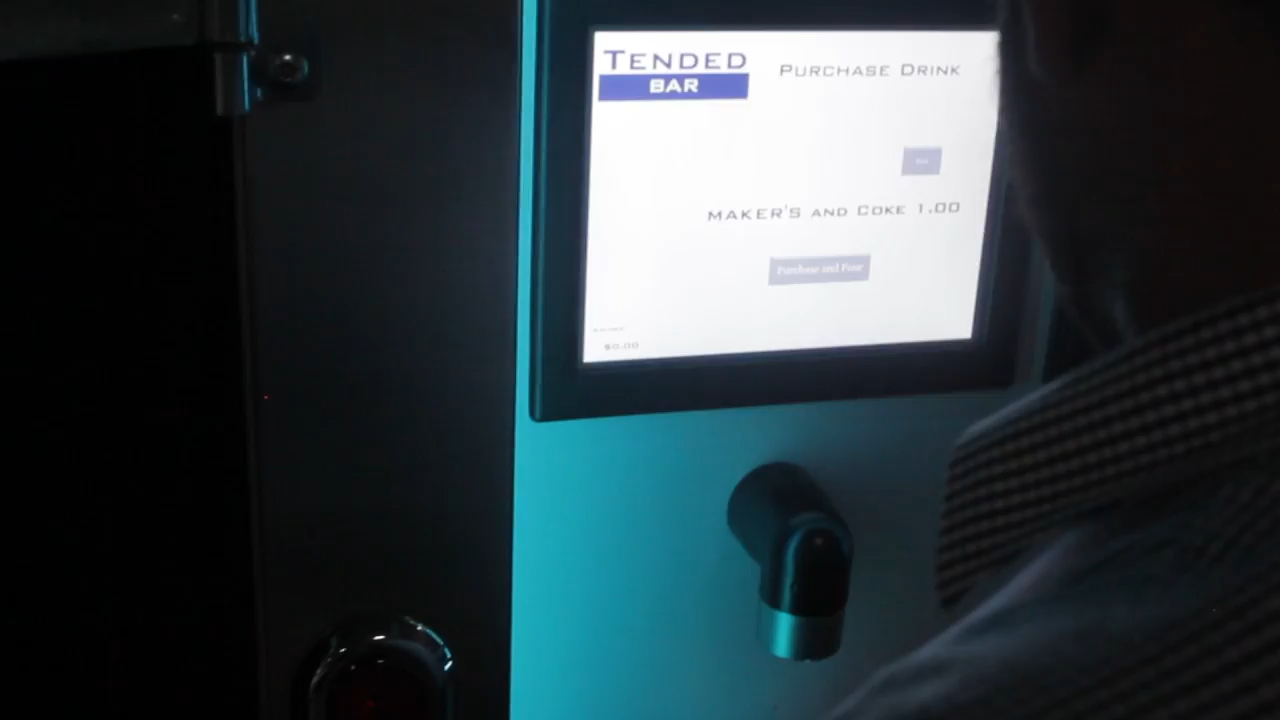 TENDED
BAR
PURCHASE DRINK
MAKER'S AND COKE 1.00
Purchase and Pour
$0.00